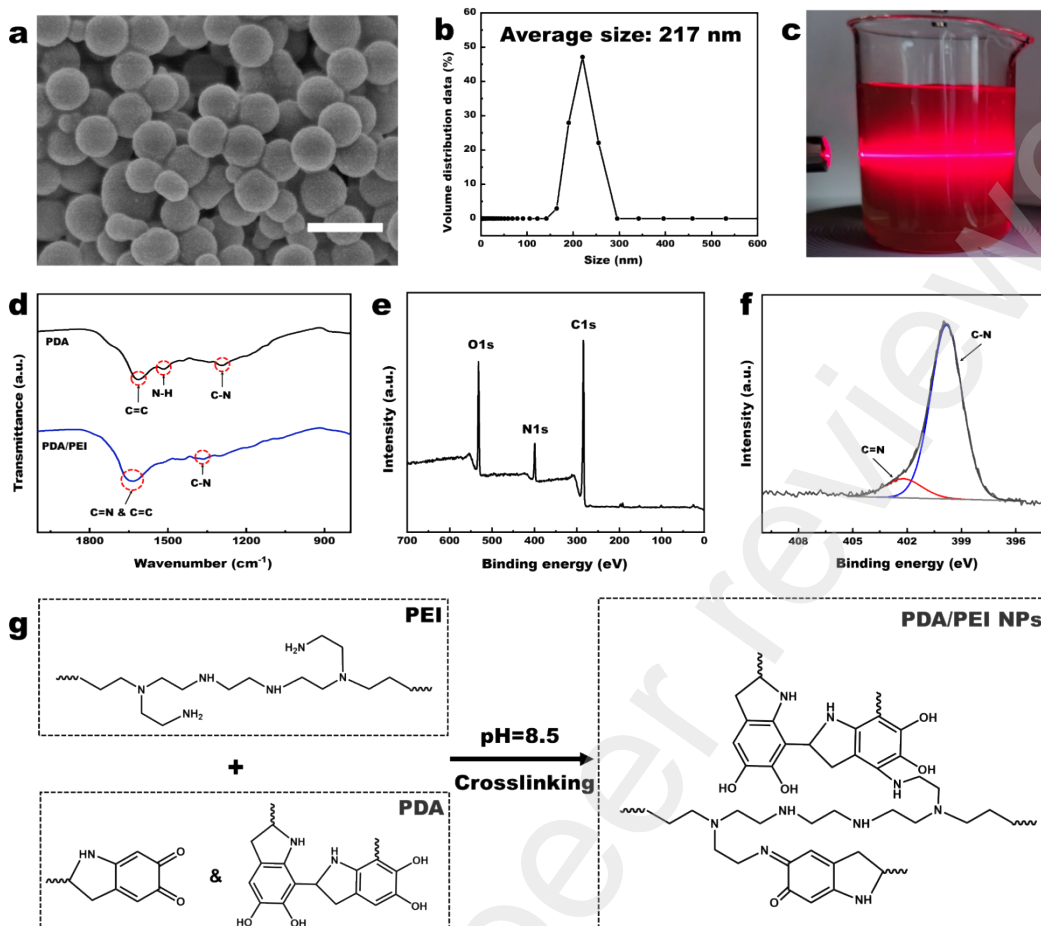 a
b
Average size: 217 nm
Volume distribution data (%)
50
40
30
20
10
0
0
100
200
300
400
500
600
Size (nm)
c
d
PDA
C=C
N-H
C-N
PDA/PEI
C=N & C=C
C-N
Transmittance (a.u.)
1800
1500
1200
900
Wavenumber (cm-1)
e
O1s
N1s
C1s
Intensity (a.u.)
700
600
500
400
300
200
100
0
Binding energy (eV)
f
C-N
C=N
Intensity (a.u.)
408
405
402
399
396
Binding energy (eV)
g
PEI
H2N
N
NH
NH
N
NH2
+
PDA
HN
O
O
&
NH
H
N
OH
OH
HO
HO
pH=8.5
Crosslinking
PDA/PEI NPs
NH
H
N
OH
OH
HO
OH
N
H
N
NH
NH
N
N
O
NH
peer review